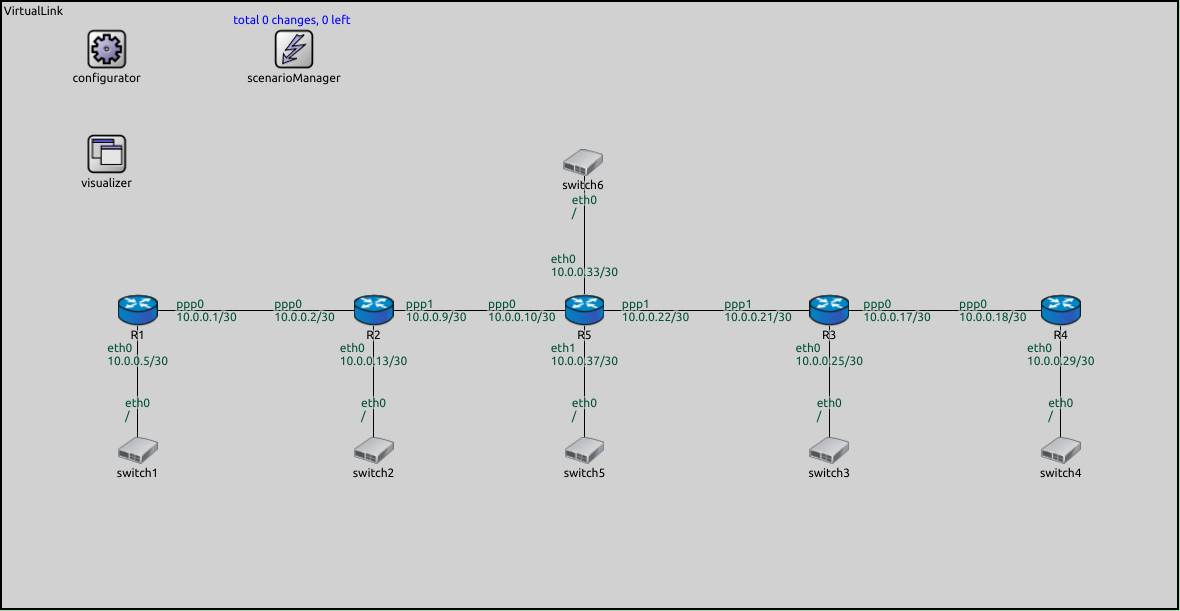 VirtualLink
total 0 changes, 0 left
configurator
scenarioManager
visualizer
switch6
eth0
/
eth0
10.0.0.33/30
ppp0
10.0.0.1/30
ppp0
10.0.0.2/30
ppp1
10.0.0.9/30
ppp0
10.0.0.10/30
ppp1
10.0.0.22/30
ppp1
10.0.0.21/30
ppp0
10.0.0.17/30
ppp0
10.0.0.18/30
R1
R2
R5
R3
R4
eth0
10.0.0.5/30
eth0
10.0.0.13/30
eth1
10.0.0.37/30
eth0
10.0.0.25/30
eth0
10.0.0.29/30
eth0
/
eth0
/
eth0
/
eth0
/
eth0
/
switch1
switch2
switch5
switch3
switch4